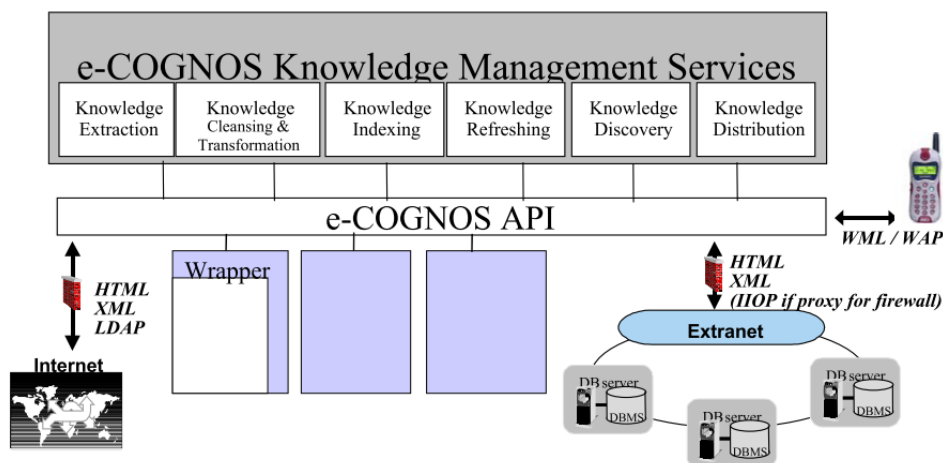 e-COGNOS Knowledge Management Services
Knowledge
Extraction
Knowledge
Cleansing &
Transformation
Knowledge
Indexing
Knowledge
Refreshing
Knowledge
Discovery
Knowledge
Distribution
e-COGNOS API
WML / WAP
Wrapper
HTML
XML
LDAP
Internet
HTML
XML
(IIOP if proxy for firewall)
Extranet
DB server
DBMS
DB server
DBMS
DB server
DBMS